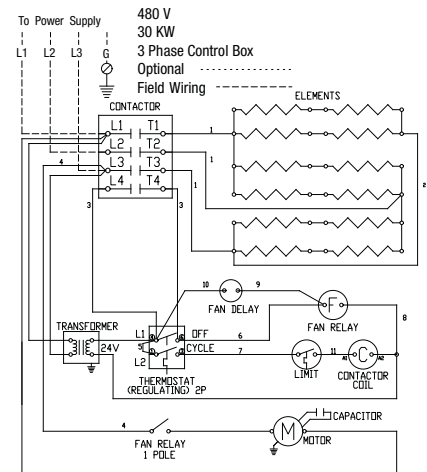 To Power Supply
480 V
30 KW
3 Phase Control Box
Optional
Field Wiring
L1 L2 L3 G
CONTACTOR
ELEMENTS
L1 T1 1
L2 T2 1
L3 T3 1
L4 T4
4
3 3
2
10 9
FAN DELAY
F
FAN RELAY
8
TRANSFORMER
24V
L1 OFF 6
5 CYCLE 7
L2
THERMOSTAT
(REGULATING) 2P
LIMIT
11 A1 C A2
CONTACTOR
COIL
4
FAN RELAY
1 POLE
M
MOTOR
CAPACITOR